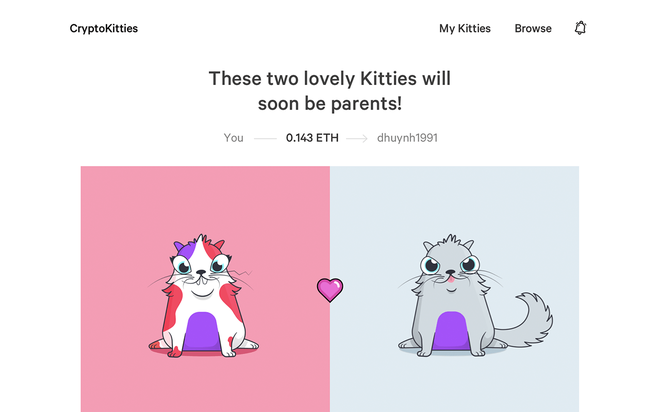 CryptoKitties My Kitties Browse
These two lovely Kitties will
soon be parents!
You 0.143 ETH dhuynh1991